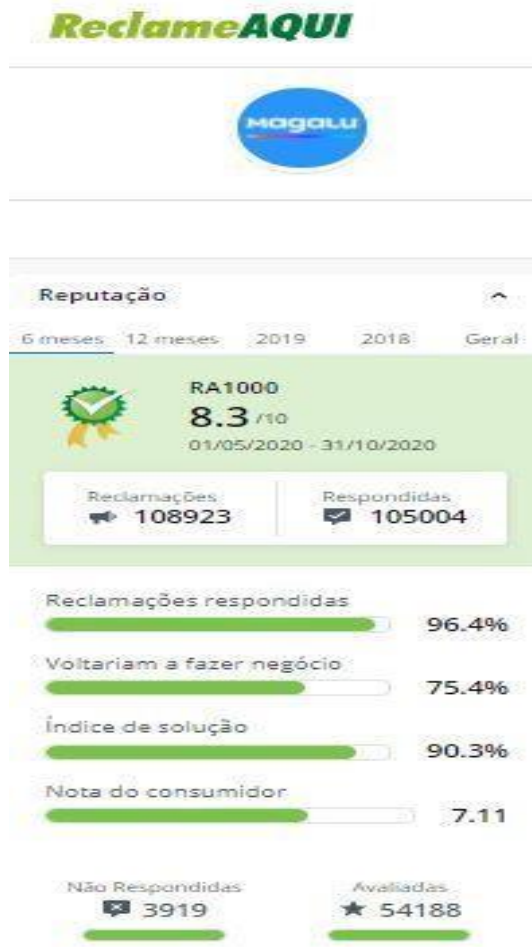 ReclameAQUI
Magalu
Reputação
6 meses 12 meses 2019 2018 Geral
RA1000
8.3 /10
01/05/2020 - 31/10/2020
Reclamações Respondidas
108923 105004
Reclamações respondidas
96.4%
Voltariam a fazer negócio
75.4%
Índice de solução
90.3%
Nota do consumidor
7.11
Não Respondidas Avaliadas
3919 54188